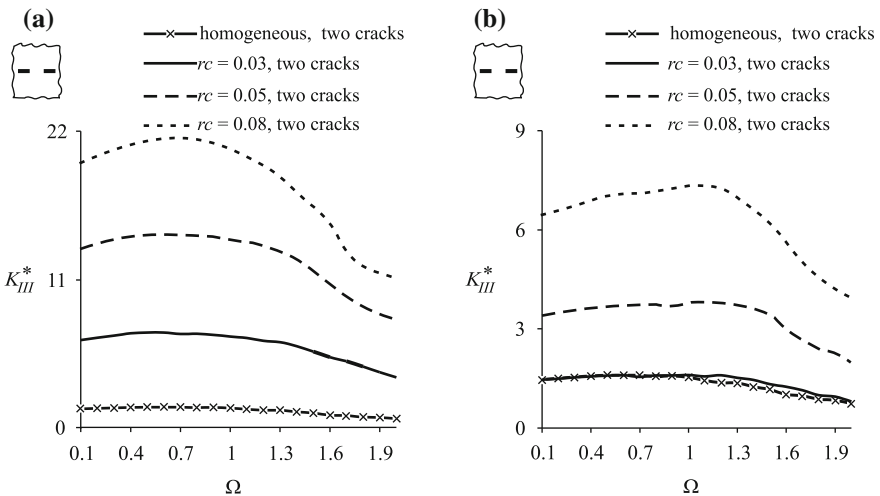 (a)
homogeneous, two cracks
rc = 0.03, two cracks
rc = 0.05, two cracks
rc = 0.08, two cracks
22
11
0
K*III
0.1 0.4 0.7 1 1.3 1.6 1.9
Ω
(b)
homogeneous, two cracks
rc = 0.03, two cracks
rc = 0.05, two cracks
rc = 0.08, two cracks
9
6
3
0
K*III
0.1 0.4 0.7 1 1.3 1.6 1.9
Ω